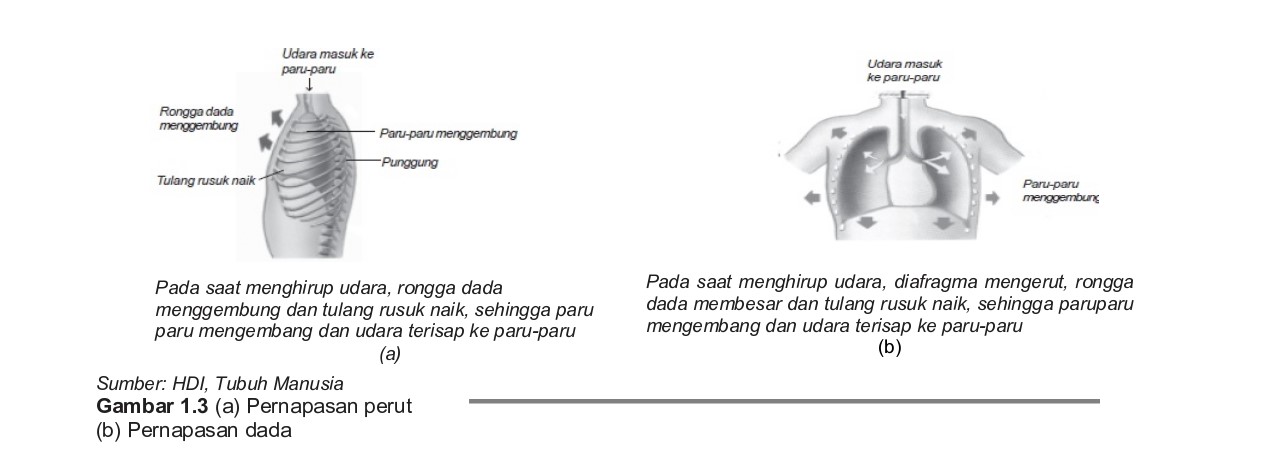 Udara masuk ke
paru-paru
Rongga dada
menggembung
Paru-paru menggembung
Punggung
Tulang rusuk naik
Pada saat menghirup udara, rongga dada
menggembung dan tulang rusuk naik, sehingga paru
paru mengembang dan udara terisap ke paru-paru
(a)
Udara masuk
ke paru-paru
Paru-paru
menggembung
Pada saat menghirup udara, diafragma mengerut, rongga
dada membesar dan tulang rusuk naik, sehingga paruparu
mengembang dan udara terisap ke paru-paru
(b)
Sumber: HDI, Tubuh Manusia
Gambar 1.3 (a) Pernapasan perut
(b) Pernapasan dada